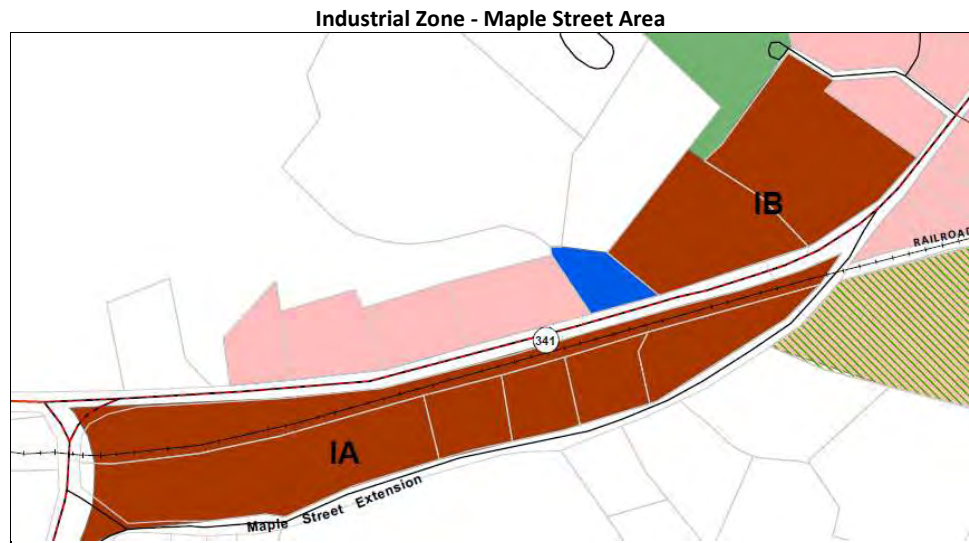 Industrial Zone - Maple Street Area
IB
RAILROAD
341
IA
Maple Street Extension